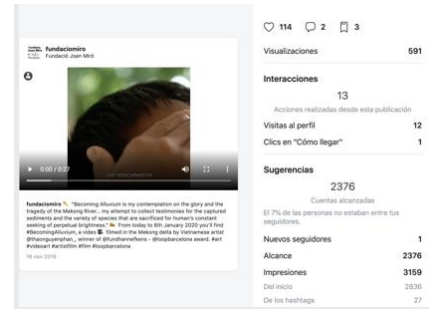 fundaciomiro
Fundació Joan Miró
0:00 / 0:27
LAST REINCARNATION
fundaciomiro "Becoming Alluvium is my contemplation on the glory and the
tragedy of the Mekong River... my attempt to collect testimonies for the captured
sediments and the variety of species that are sacrificed for human's constant
seeking of perpetual brightness." From today to 6th January 2020 you'll find
#BecomingAlluvium, a video filmed in the Mekong delta by Vietnamese artist
@thaonguyenphan_, winner of @fundhannefkens - @loopbarcelona award. #art
#videoart #artistfilm #film #loopbarcelona
16 nov 2019
114 2 3
Visualizaciones 591
Interacciones
13
Acciones realizadas desde esta publicación
Visitas al perfil 12
Clics en "Cómo llegar" 1
Sugerencias
2376
Cuentas alcanzadas
El 7% de las personas no estaban entre tus
seguidores.
Nuevos seguidores 1
Alcance 2376
Impresiones 3159
Del inicio 2836
De los hashtags 27